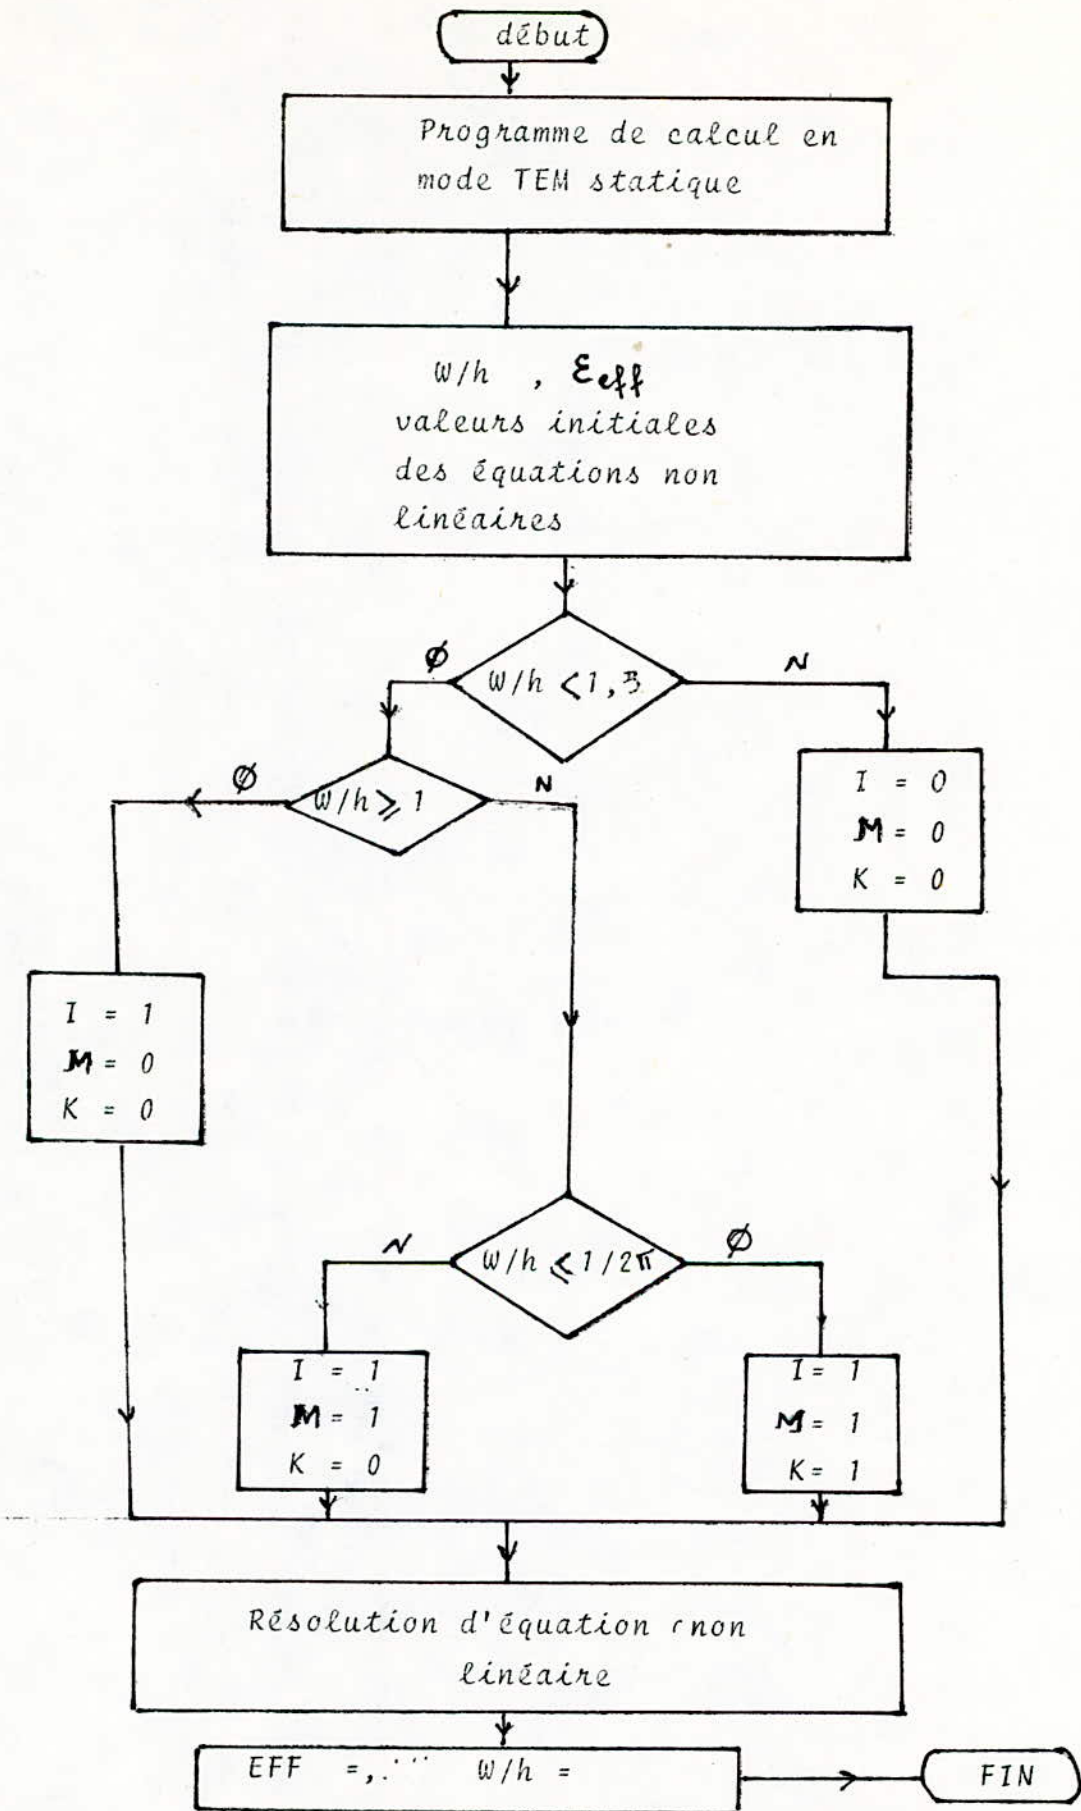 début
Programme de calcul en
mode TEM statique
W/h , Ɛeff
valeurs initiales
des équations non
linéaires
W/h < 1,3
Ø
N
W/h ⩾ 1
Ø
N
I = 0
M = 0
K = 0
I = 1
M = 0
K = 0
W/h ⩽ 1/2π
N
Ø
I = 1
M = 1
K = 0
I = 1
M = 1
K = 1
Résolution d'équation non
linéaire
EFF =, W/h =
FIN